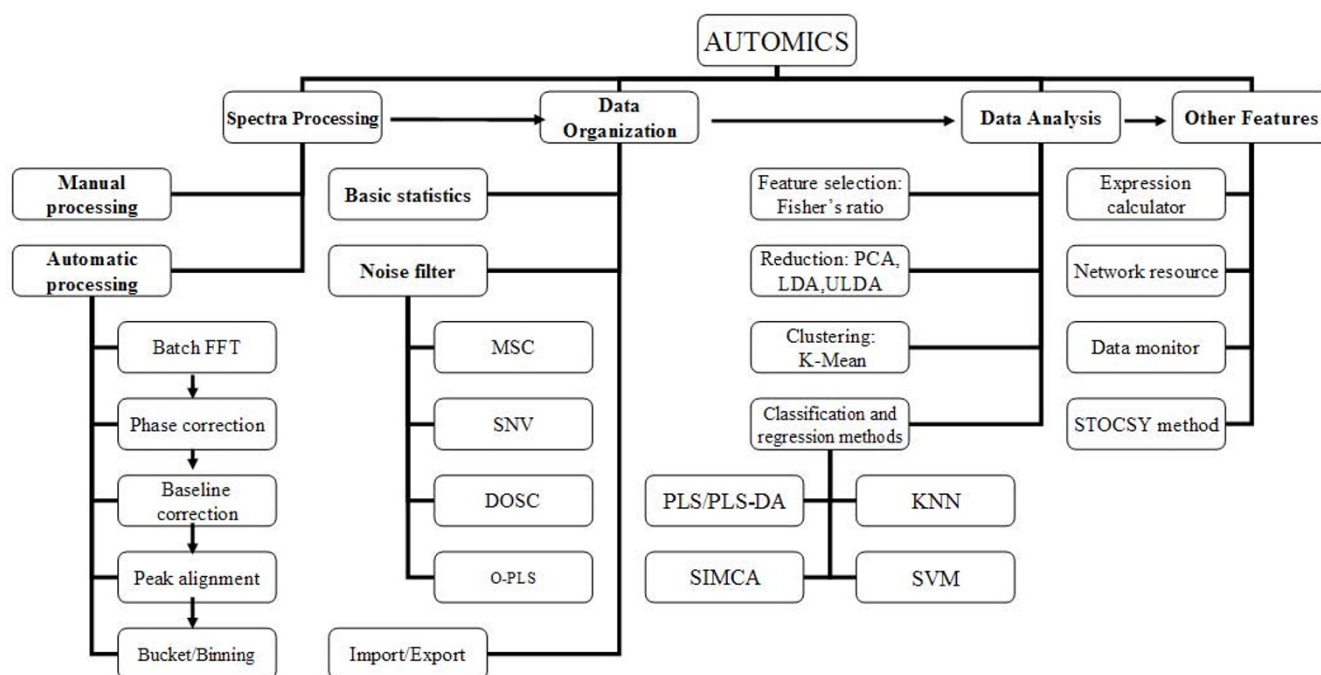 AUTOMICS
Spectra Processing
Data
Organization
Data Analysis
Other Features
Manual
processing
Automatic
processing
Batch FFT
Phase correction
Baseline
correction
Peak alignment
Bucket/Binning
Basic statistics
Noise filter
MSC
SNV
DOSC
O-PLS
Import/Export
Feature selection:
Fisher's ratio
Reduction: PCA,
LDA,ULDA
Clustering:
K-Mean
Classification and
regression methods
PLS/PLS-DA
KNN
SIMCA
SVM
Expression
calculator
Network resource
Data monitor
STOCSY method